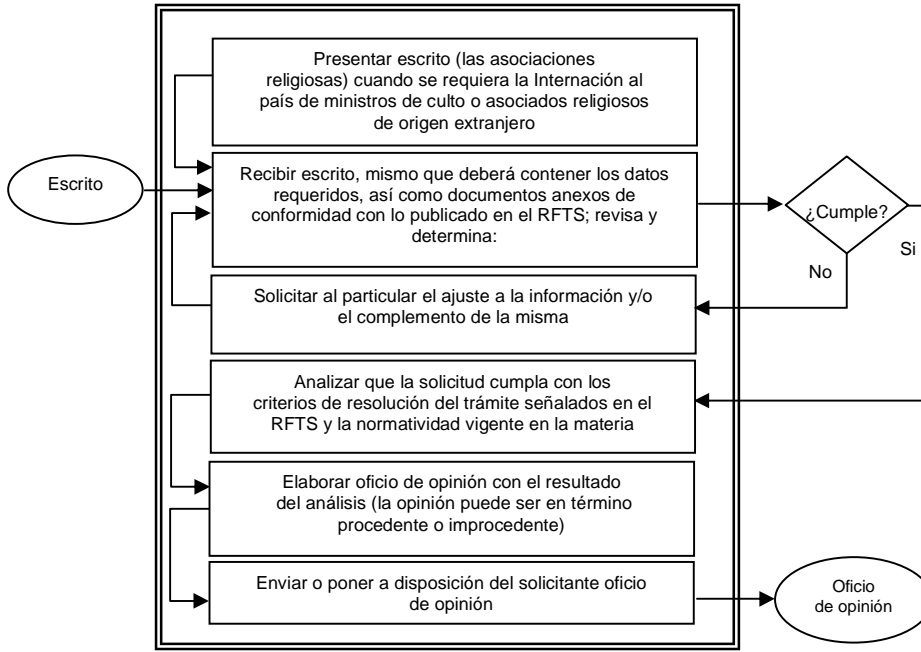 Presentar escrito (las asociaciones
religiosas) cuando se requiera la Internación al
país de ministros de culto o asociados religiosos
de origen extranjero
Escrito
Recibir escrito, mismo que deberá contener los datos
requeridos, así como documentos anexos de
conformidad con lo publicado en el RFTS; revisa y
determina:
¿Cumple?
Si
No
Solicitar al particular el ajuste a la información y/o
el complemento de la misma
Analizar que la solicitud cumpla con los
criterios de resolución del trámite señalados en el
RFTS y la normatividad vigente en la materia
Elaborar oficio de opinión con el resultado
del análisis (la opinión puede ser en término
procedente o improcedente)
Enviar o poner a disposición del solicitante oficio
de opinión
Oficio
de opinión